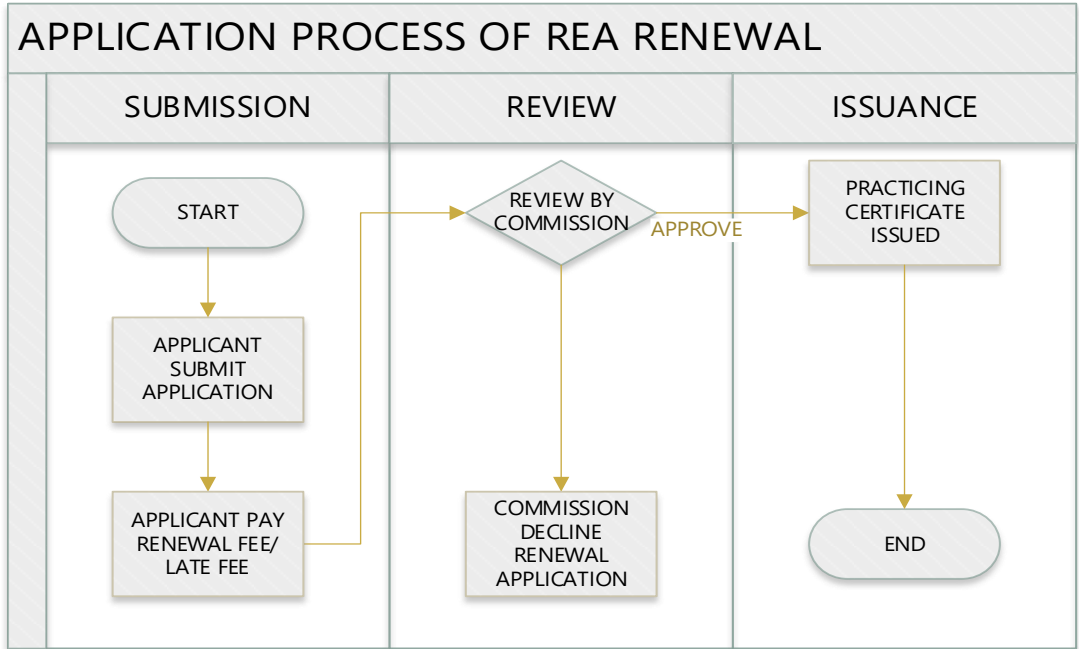 APPLICATION PROCESS OF REA RENEWAL
SUBMISSION
REVIEW
ISSUANCE
START
APPLICANT
SUBMIT
APPLICATION
APPLICANT PAY
RENEWAL FEE/
LATE FEE
REVIEW BY
COMMISSION
APPROVE
COMMISSION
DECLINE
RENEWAL
APPLICATION
PRACTICING
CERTIFICATE
ISSUED
END